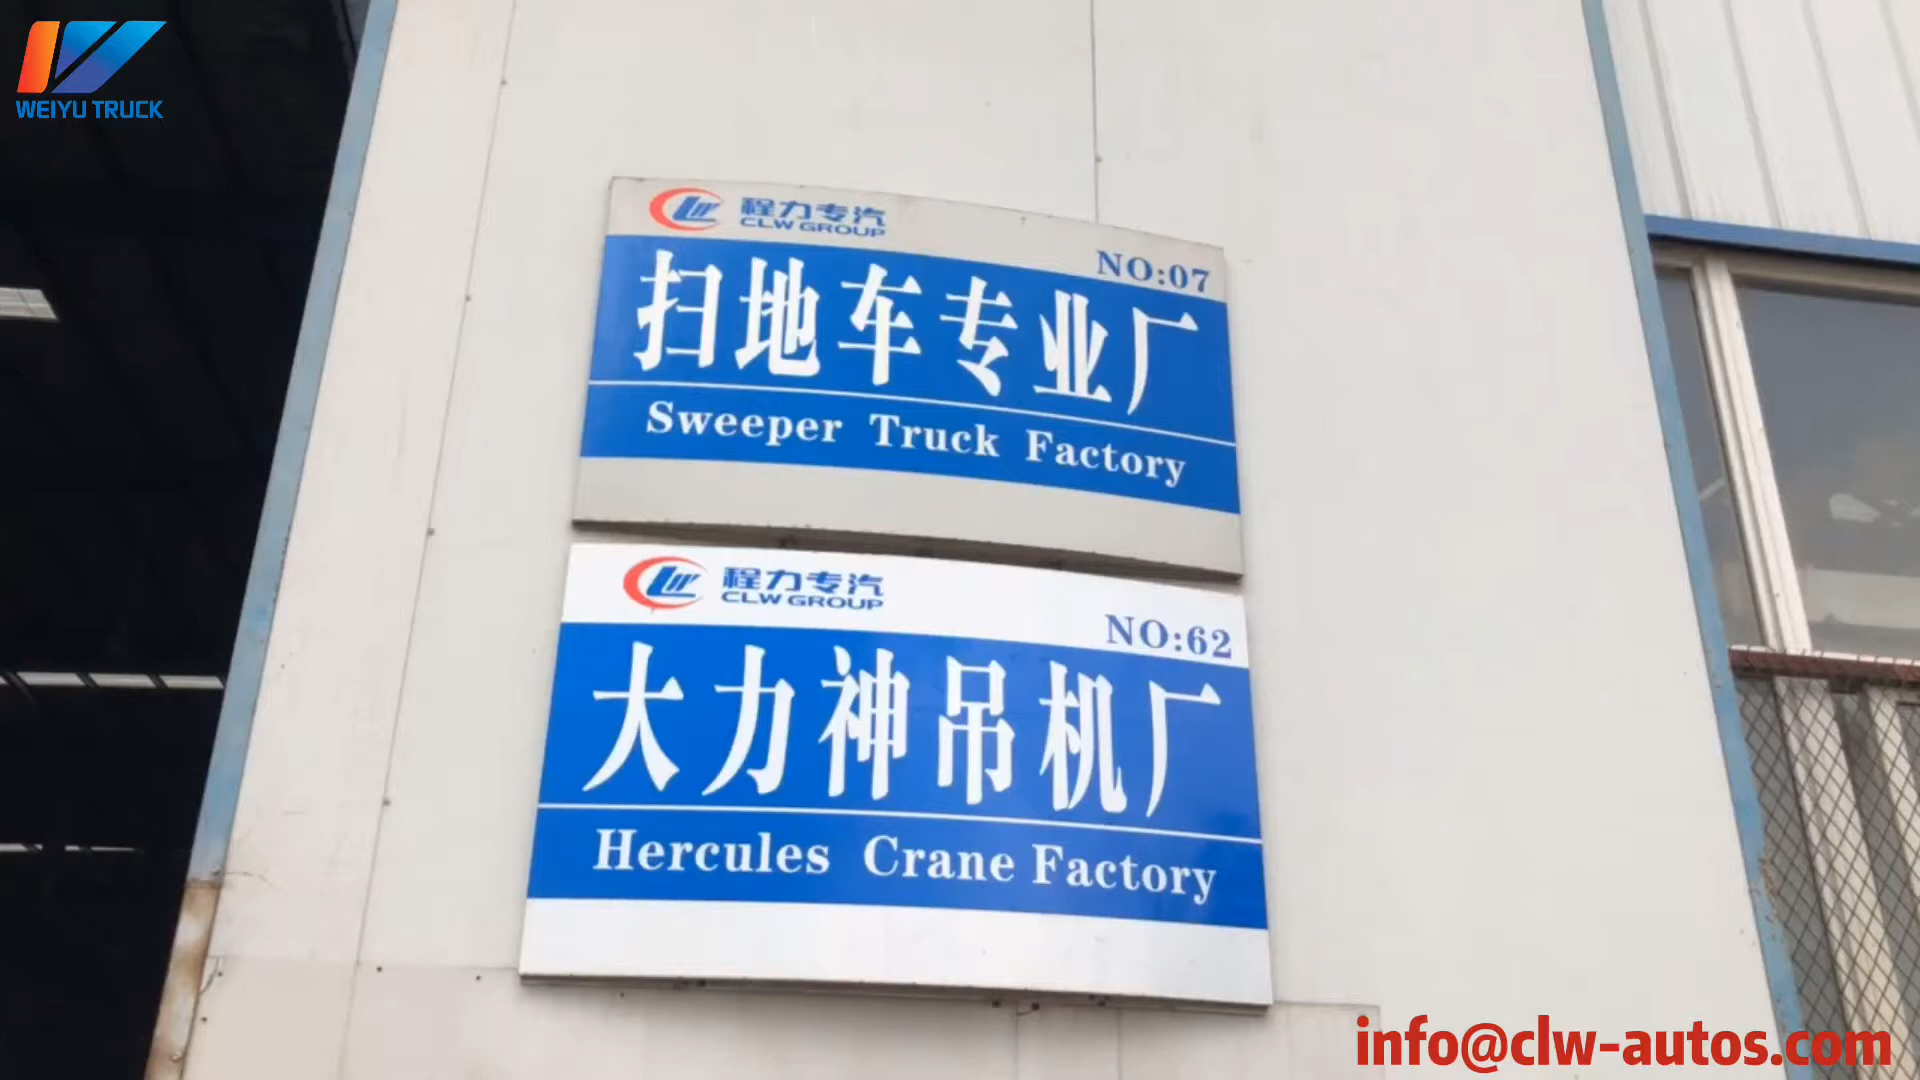 WEIYU TRUCK
程力专汽
CLW GROUP
NO:07
扫地车专业厂
Sweeper Truck Factory
程力专汽
CLW GROUP
NO:62
大力神吊机厂
Hercules Crane Factory
info@clw-autos.com